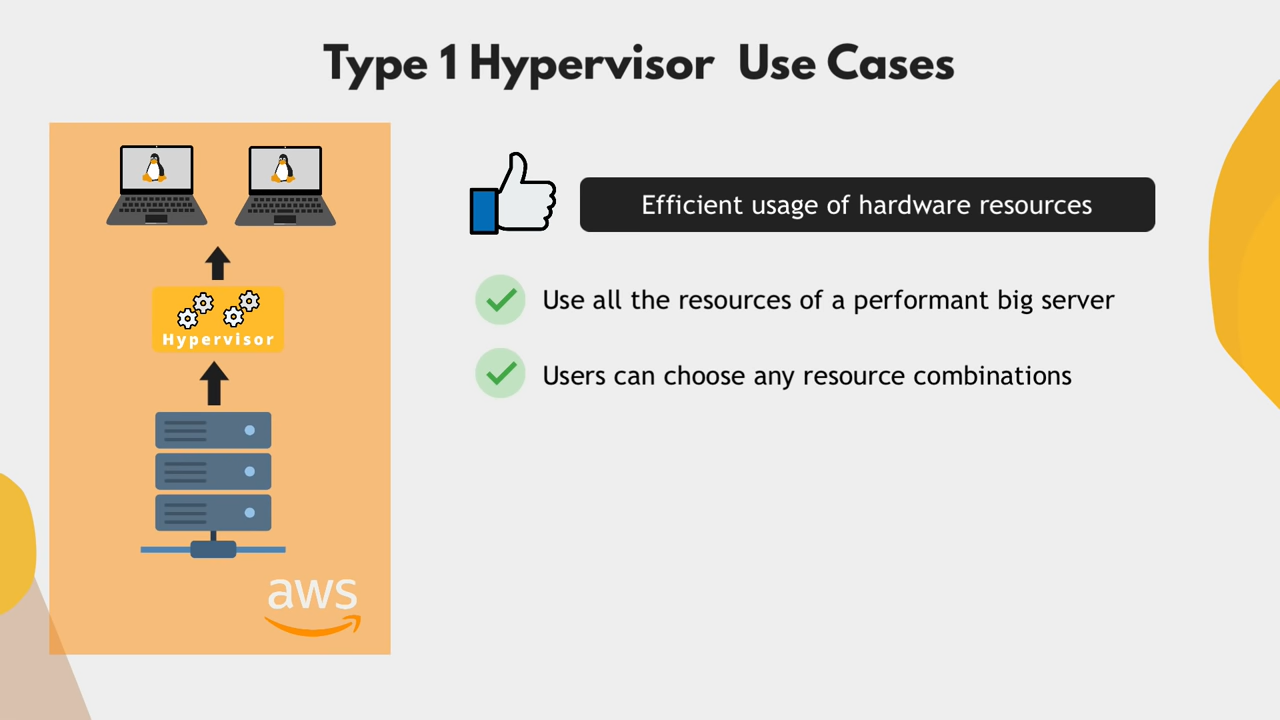 Type 1 Hypervisor Use Cases
Efficient usage of hardware resources
Use all the resources of a performant big server
Users can choose any resource combinations
Hypervisor
aws